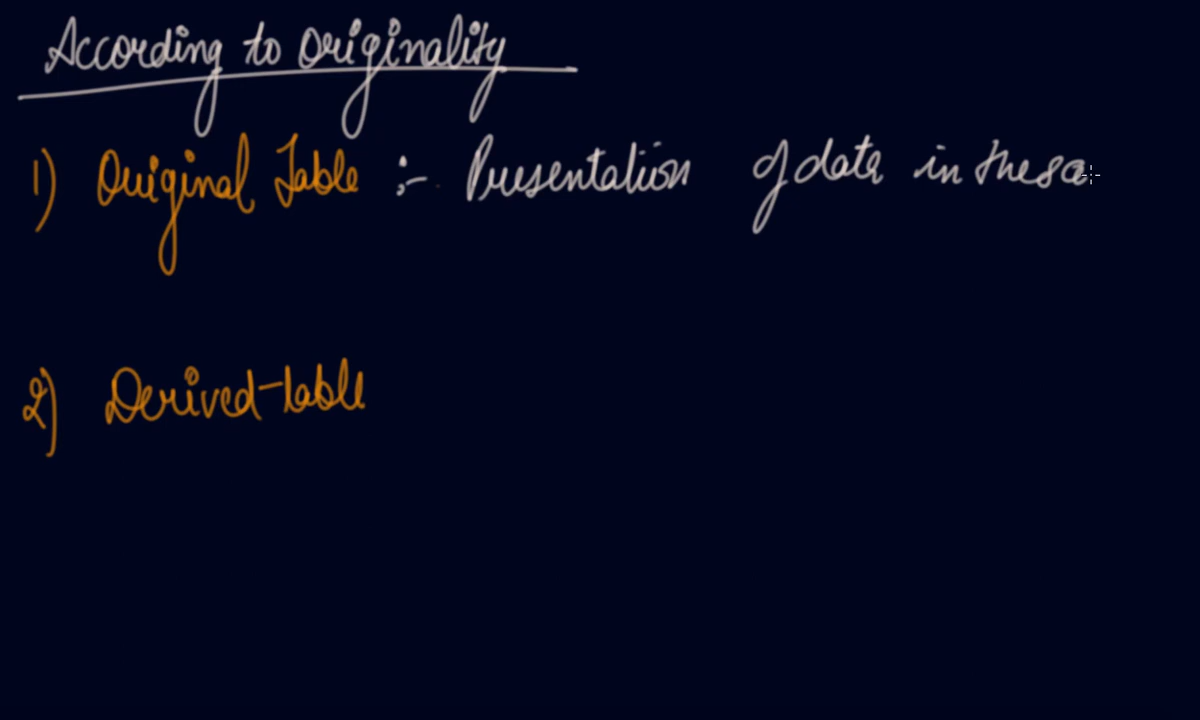 According to Originality
1) Original Table :- Presentation of data in the sa
2) Derived table